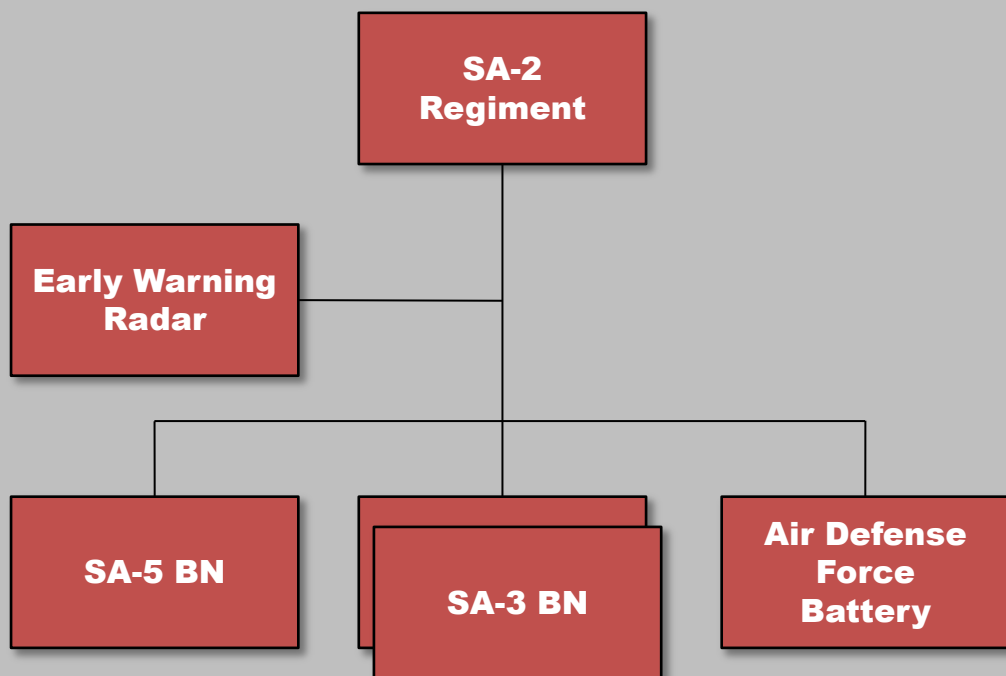 SA-2
Regiment
Early Warning
Radar
SA-5 BN
SA-3 BN
Air Defense
Force
Battery